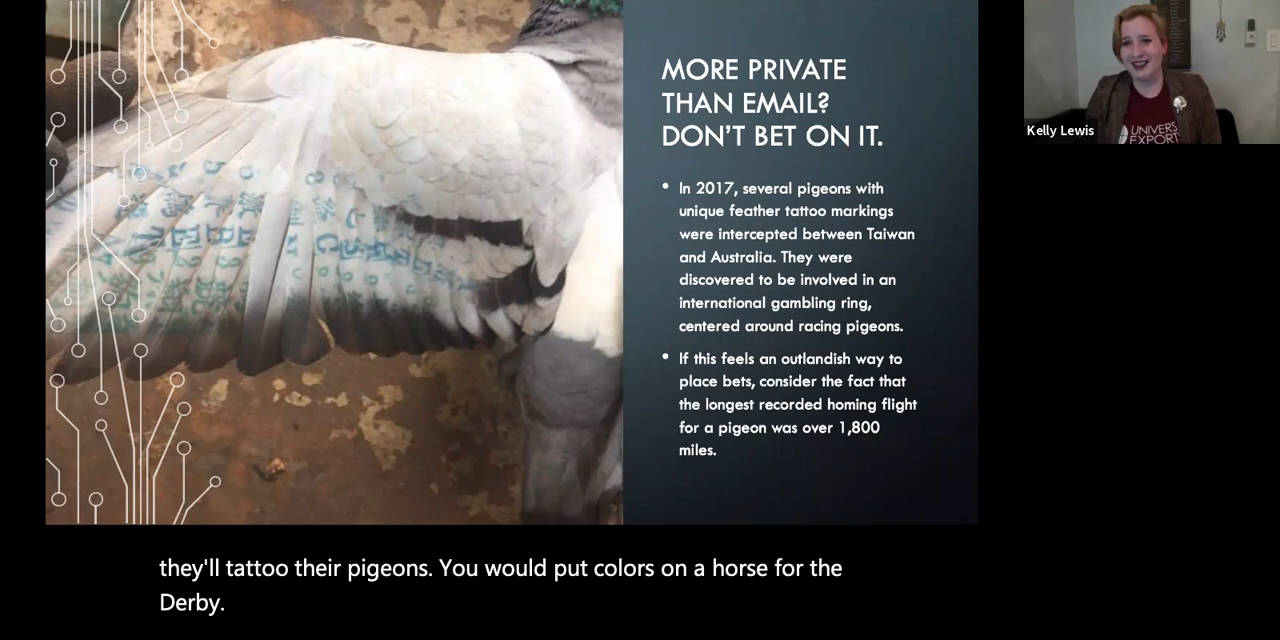 MORE PRIVATE
THAN EMAIL?
DON'T BET ON IT.
• In 2017, several pigeons with
unique feather tattoo markings
were intercepted between Taiwan
and Australia. They were
discovered to be involved in an
international gambling ring,
centered around racing pigeons.
• If this feels an outlandish way to
place bets, consider the fact that
the longest recorded homing flight
for a pigeon was over 1,800
miles.
UNIVERS
EXPORT
Kelly Lewis
they'll tattoo their pigeons. You would put colors on a horse for the
Derby.